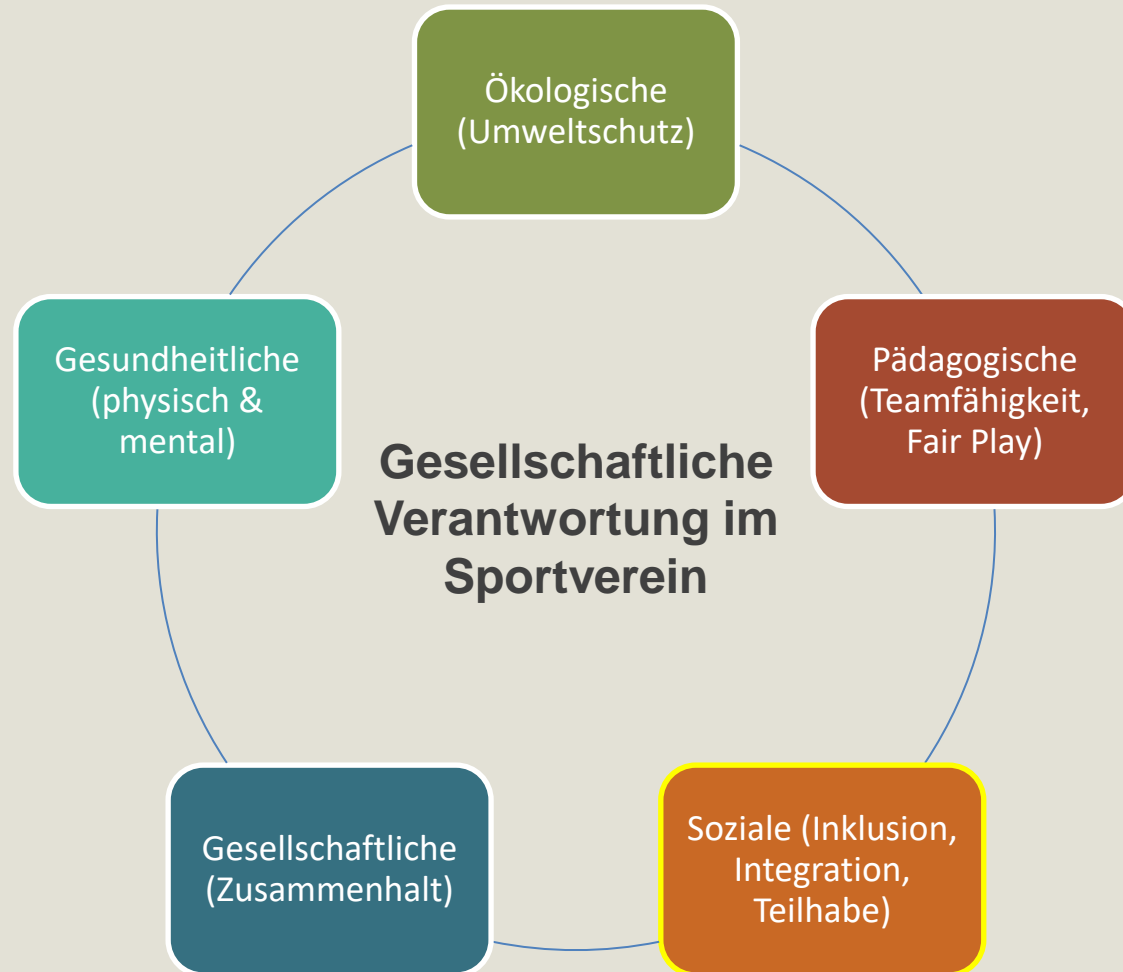 Ökologische
(Umweltschutz)
Pädagogische
(Teamfähigkeit,
Fair Play)
Soziale (Inklusion,
Integration,
Teilhabe)
Gesellschaftliche
(Zusammenhalt)
Gesundheitliche
(physisch &
mental)
Gesellschaftliche
Verantwortung im
Sportverein